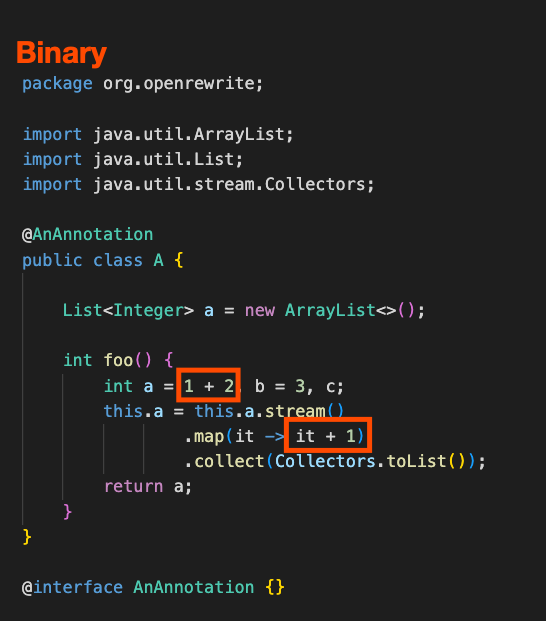 Binary
package org.openrewrite;
import java.util.ArrayList;
import java.util.List;
import java.util.stream.Collectors;
@AnAnnotation
public class A {
List<Integer> a = new ArrayList<>();
int foo() {
int a = 1 + 2, b = 3, c;
this.a = this.a.stream()
.map(it -> it + 1)
.collect(Collectors.toList());
return a;
}
}
@interface AnAnnotation {}